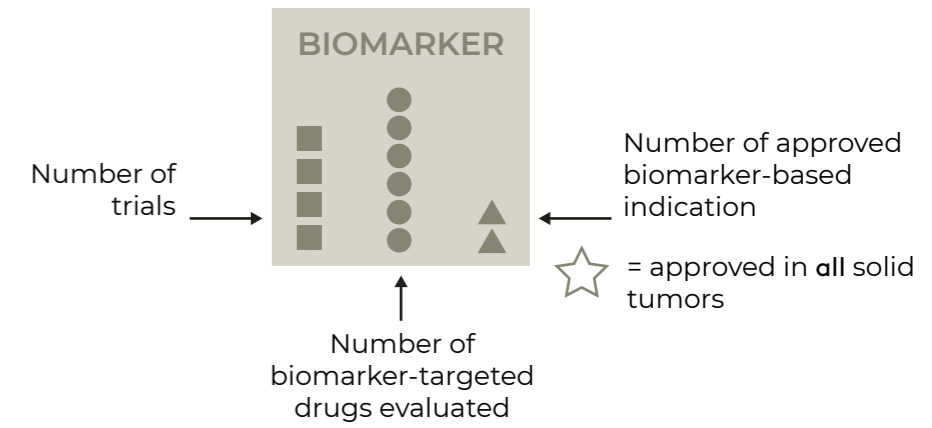 BIOMARKER
Number of
trials
Number of approved
biomarker-based
indication
= approved in all solid
tumors
Number of
biomarker-targeted
drugs evaluated